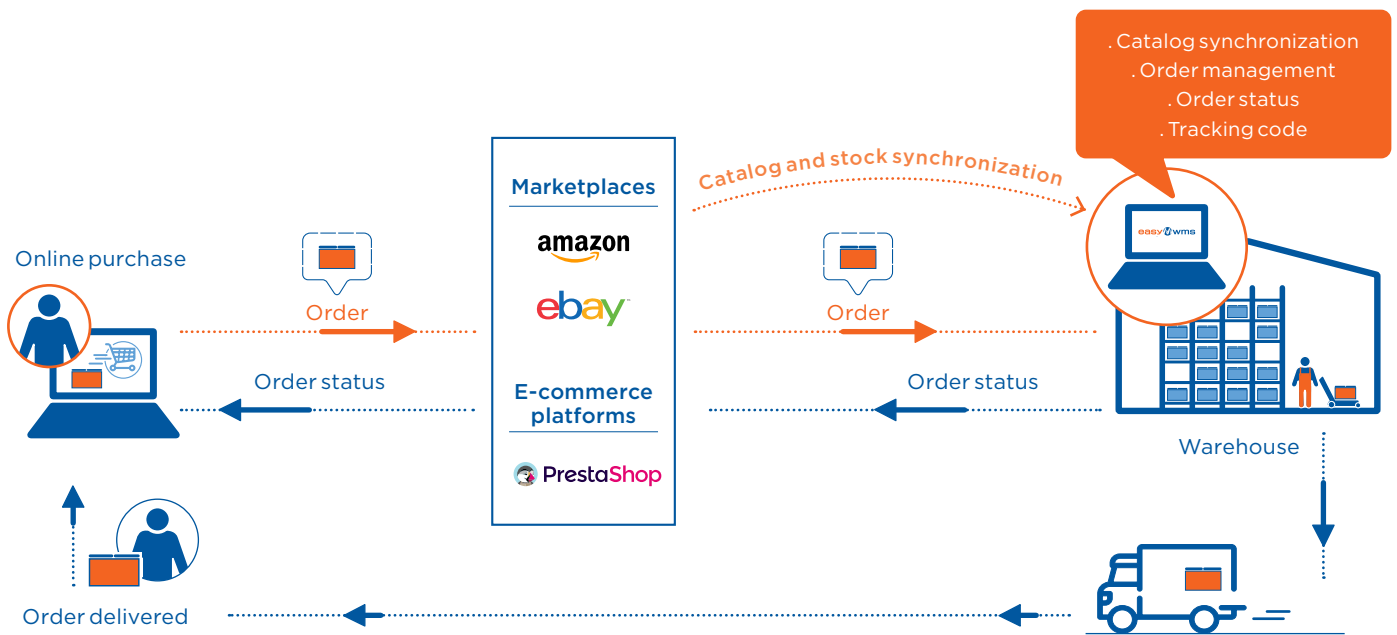 . Catalog synchronization
. Order management
. Order status
. Tracking code
Catalog and stock synchronization
Marketplaces
amazon
ebay™
E-commerce
platforms
PrestaShop
easy wms
Online purchase
Order
Order
Order status
Order status
Warehouse
Order delivered